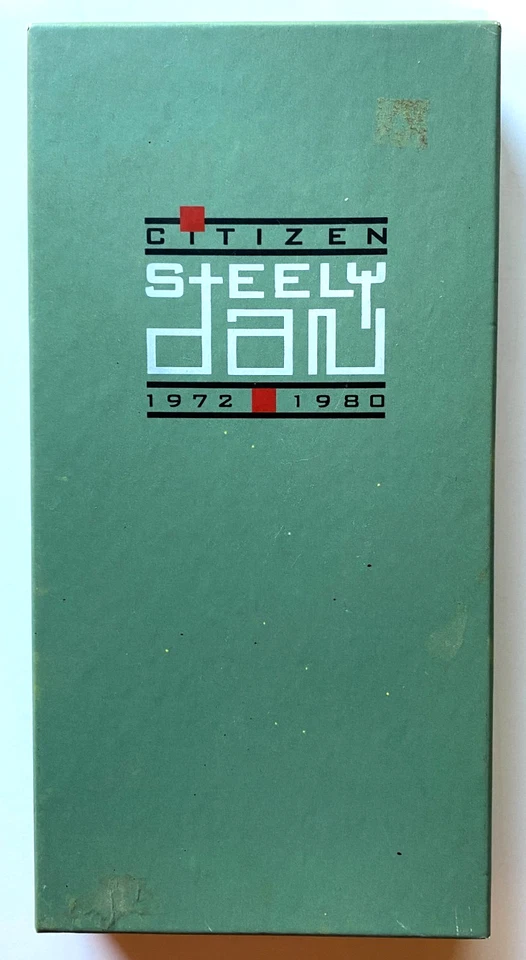 CiTIZEN
StEELY
dan
1972 1980